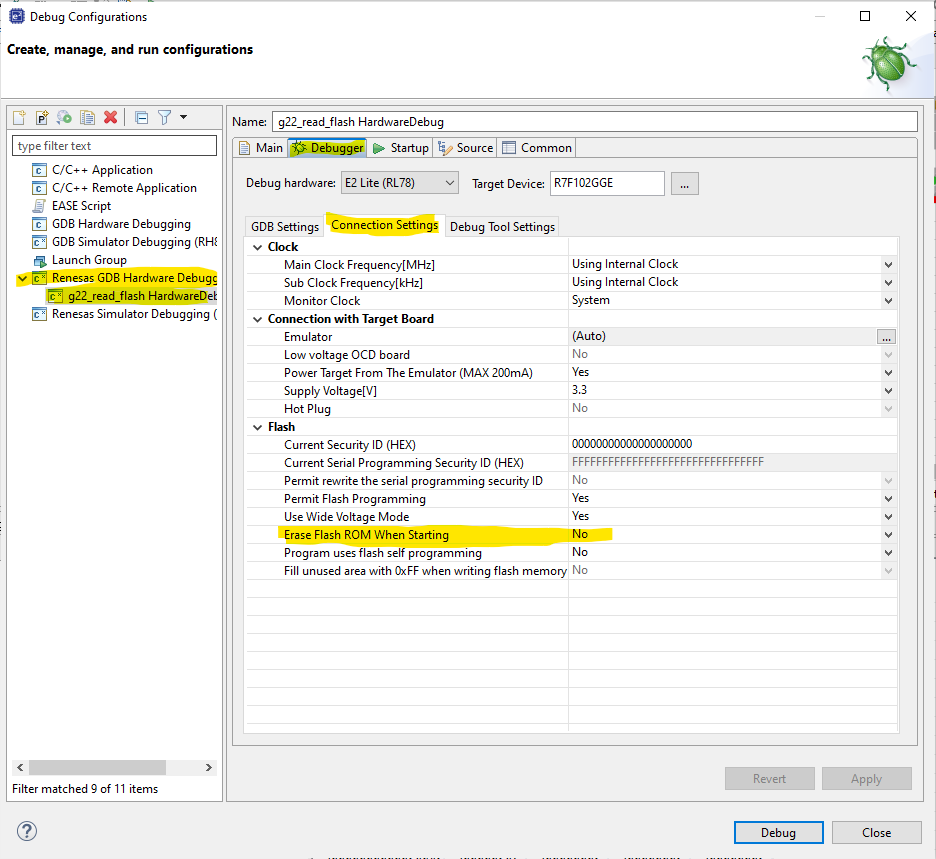 Debug Configurations
Create, manage, and run configurations
type filter text
C/C++ Application
C/C++ Remote Application
EASE Script
GDB Hardware Debugging
GDB Simulator Debugging (RH8
Launch Group
Renesas GDB Hardware Debugg
g22_read_flash HardwareDeb
Renesas Simulator Debugging (
Filter matched 9 of 11 items
Name: g22_read_flash HardwareDebug
Main Debugger Startup Source Common
Debug hardware: E2 Lite (RL78) Target Device: R7F102GGE ...
GDB Settings Connection Settings Debug Tool Settings
Clock
Main Clock Frequency[MHz] Using Internal Clock
Sub Clock Frequency[kHz] Using Internal Clock
Monitor Clock System
Connection with Target Board
Emulator (Auto) ...
Low voltage OCD board No
Power Target From The Emulator (MAX 200mA) Yes
Supply Voltage[V] 3.3
Hot Plug No
Flash
Current Security ID (HEX) 00000000000000000000
Current Serial Programming Security ID (HEX) FFFFFFFFFFFFFFFFFFFFFFFFFFFFFFFF
Permit rewrite the serial programming security ID No
Permit Flash Programming Yes
Use Wide Voltage Mode Yes
Erase Flash ROM When Starting No
Program uses flash self programming No
Fill unused area with 0xFF when writing flash memory No
Revert Apply
Debug Close